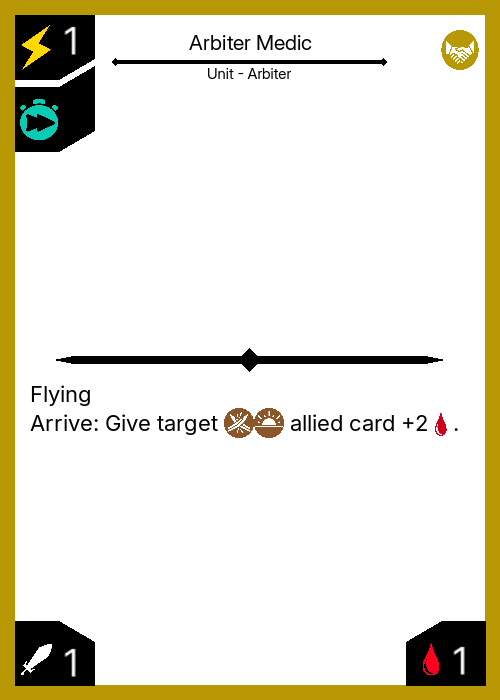 1
Arbiter Medic
Unit - Arbiter
Flying
Arrive: Give target allied card +2.
1
1